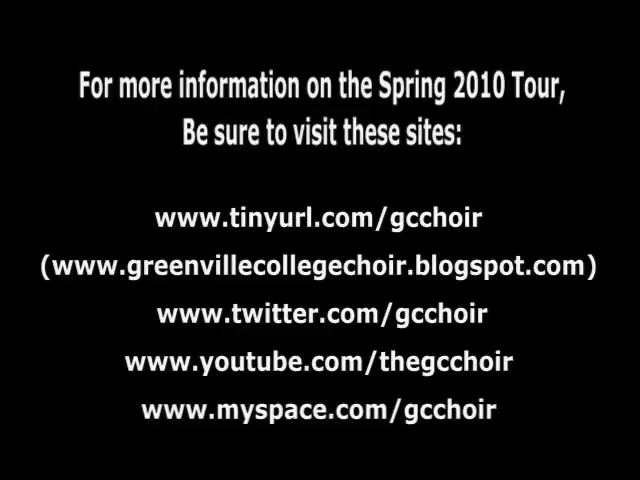 For more information on the Spring 2010 Tour,
Be sure to visit these sites:
www.tinyurl.com/gcchoir
(www.greenvillecollegechoir.blogspot.com)
www.twitter.com/gcchoir
www.youtube.com/thegcchoir
www.myspace.com/gcchoir